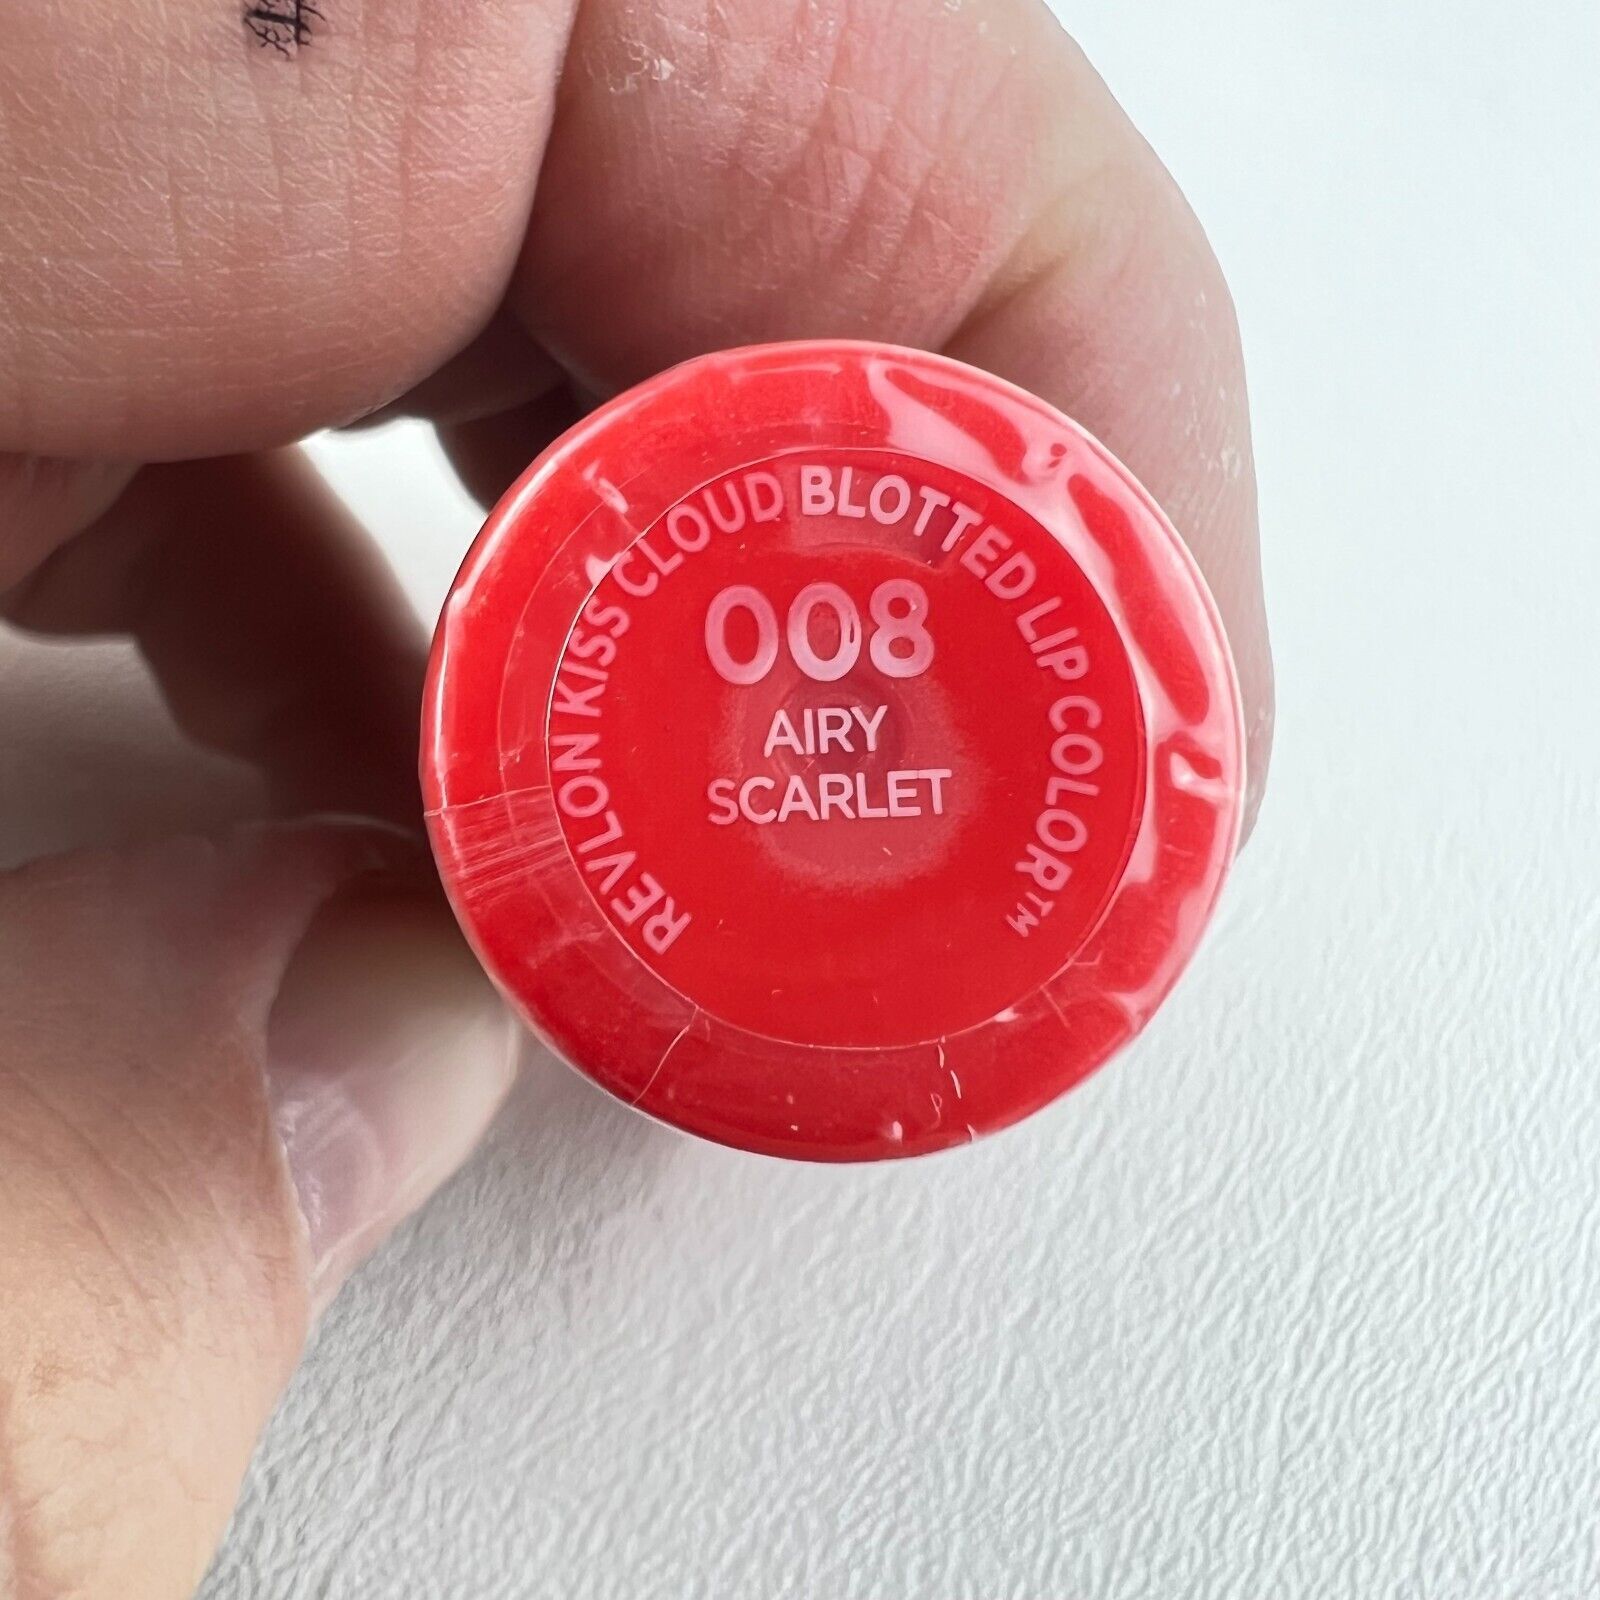 REVLON KISS CLOUD BLOTTED LIP COLOR™
008
AIRY
SCARLET